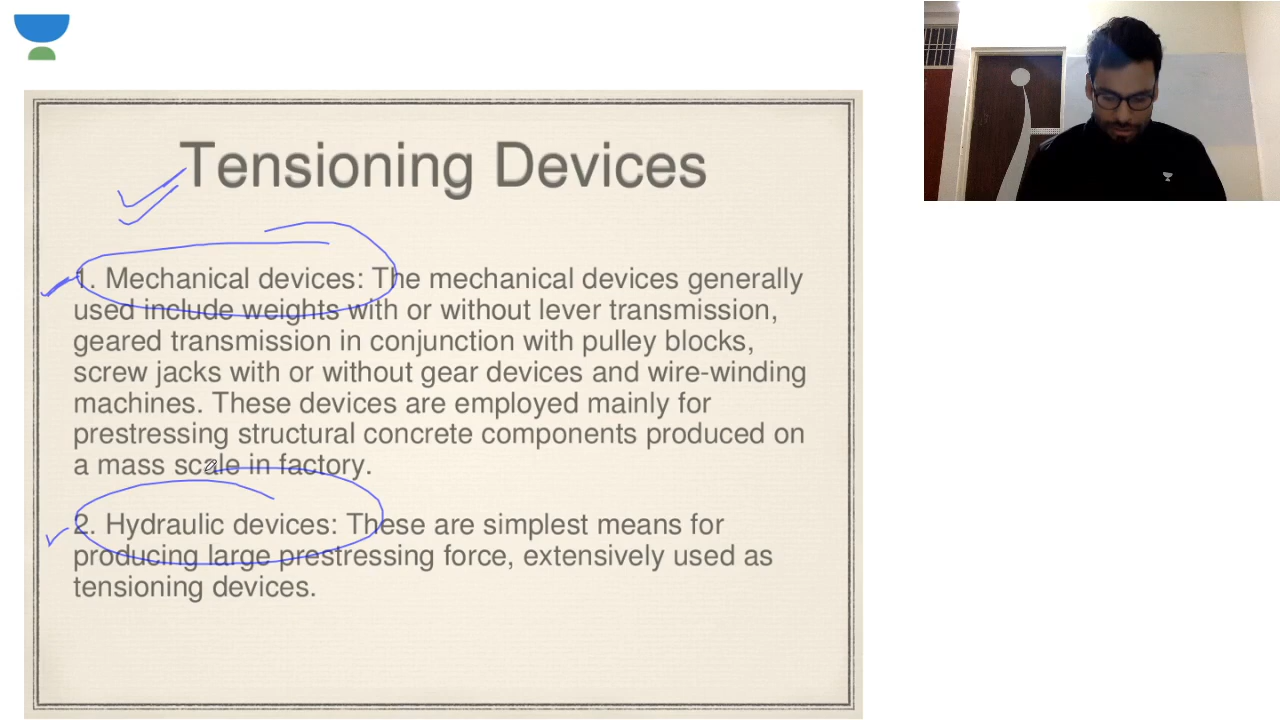 Tensioning Devices
1. Mechanical devices: The mechanical devices generally
used include weights with or without lever transmission,
geared transmission in conjunction with pulley blocks,
screw jacks with or without gear devices and wire-winding
machines. These devices are employed mainly for
prestressing structural concrete components produced on
a mass scale in factory.
2. Hydraulic devices: These are simplest means for
producing large prestressing force, extensively used as
tensioning devices.